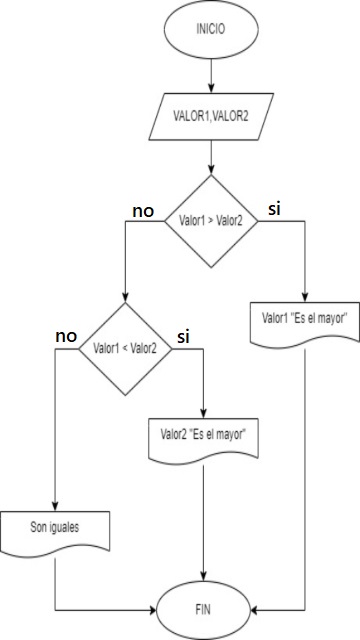 INICIO
VALOR1,VALOR2
Valor1 > Valor2
no
si
Valor1 "Es el mayor"
Valor1 < Valor2
no
si
Valor2 "Es el mayor"
Son iguales
FIN